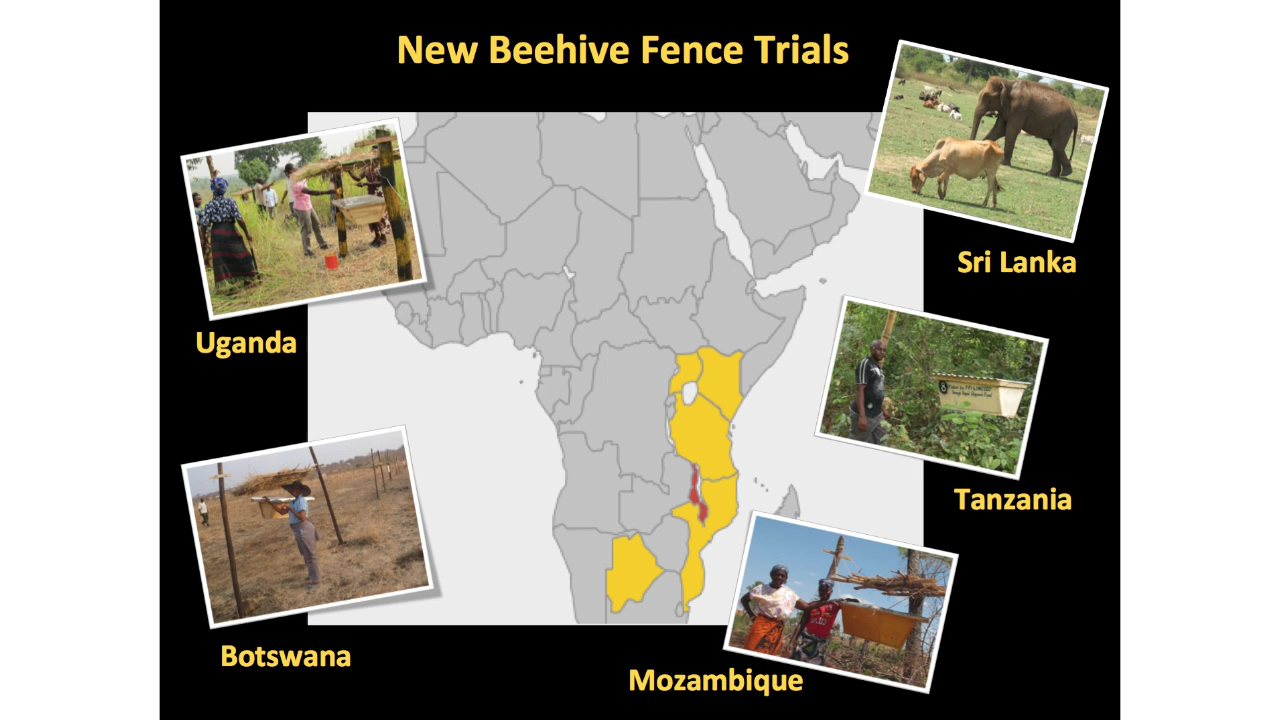 New Beehive Fence Trials
Sri Lanka
Uganda
Tanzania
Botswana
Mozambique